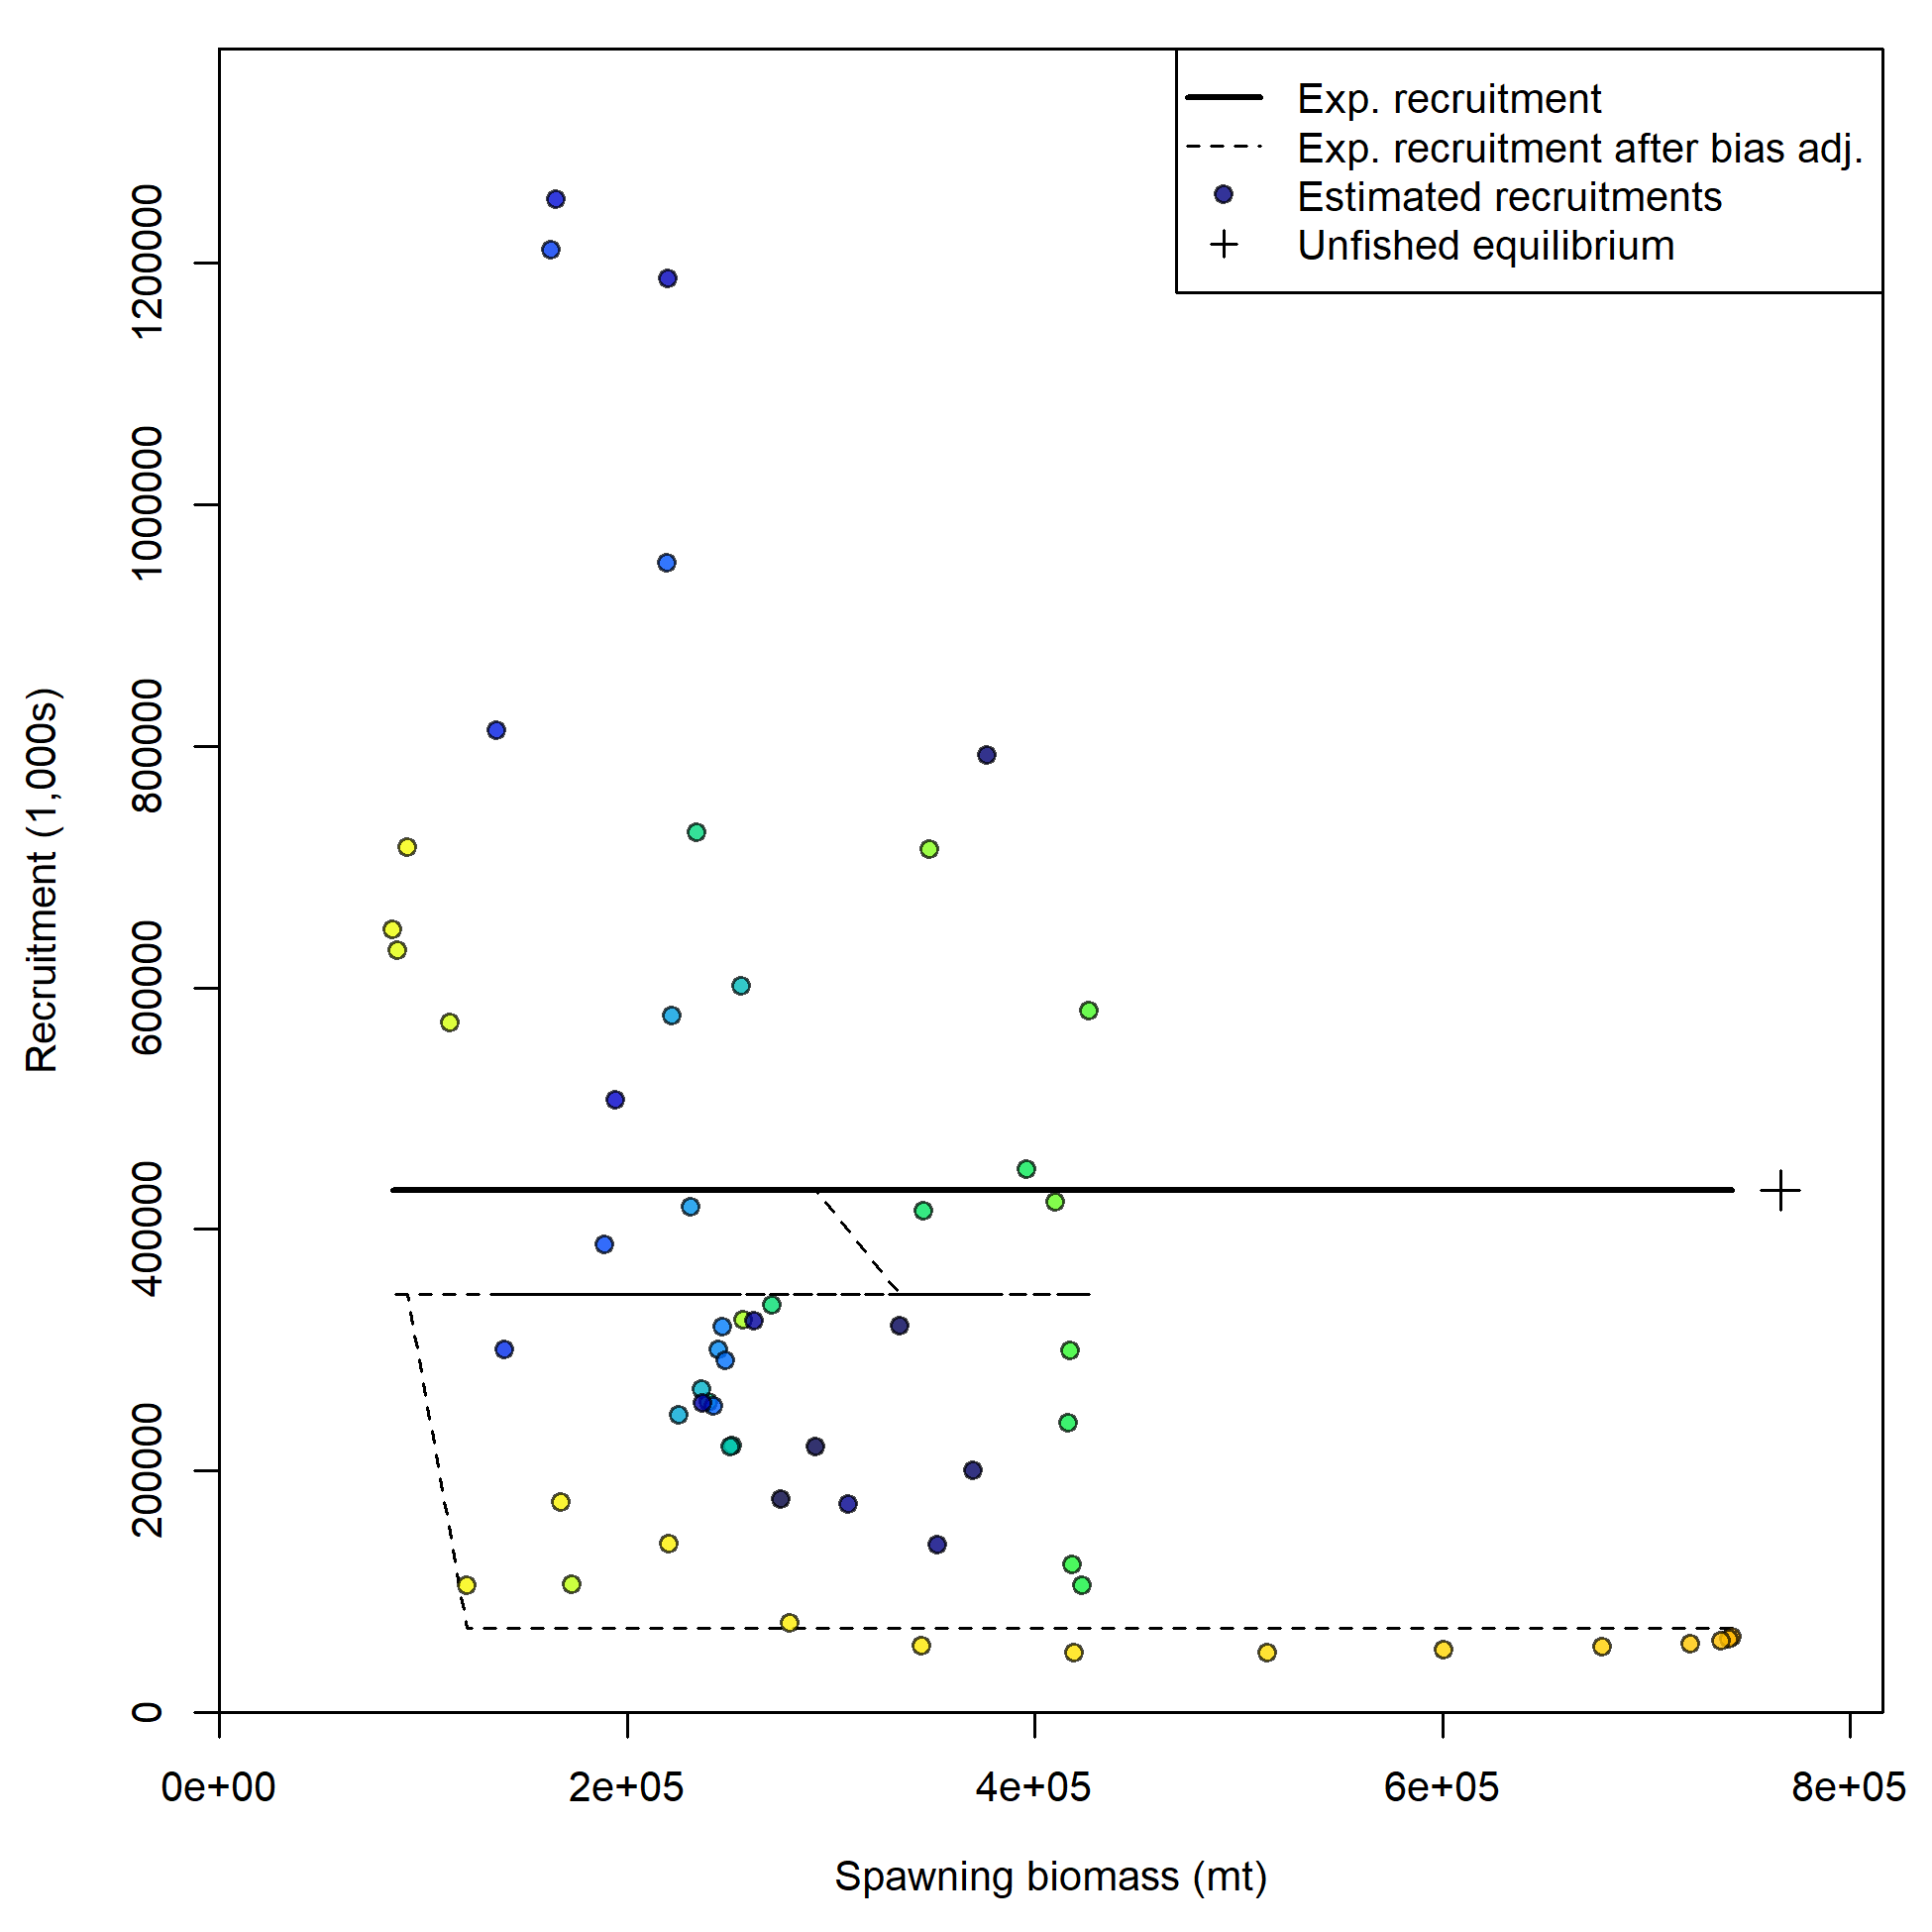 Exp. recruitment
Exp. recruitment after bias adj.
Estimated recruitments
Unfished equilibrium
Recruitment (1,000s)
1200000
1000000
800000
600000
400000
200000
0
0e+00 2e+05 4e+05 6e+05 8e+05
Spawning biomass (mt)